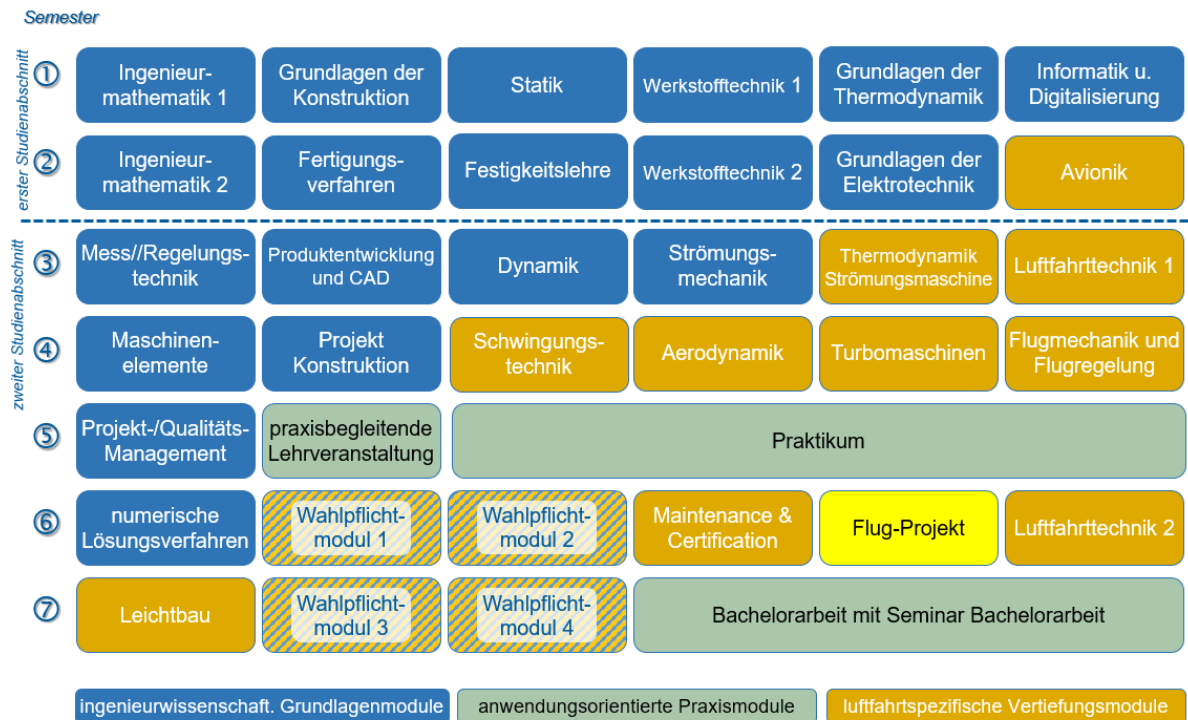 Semester
erster Studienabschnitt
①
Ingenieur-
mathematik 1
Grundlagen der
Konstruktion
Statik
Werkstofftechnik 1
Grundlagen der
Thermodynamik
Informatik u.
Digitalisierung
②
Ingenieur-
mathematik 2
Fertigungs-
verfahren
Festigkeitslehre
Werkstofftechnik 2
Grundlagen der
Elektrotechnik
Avionik
zweiter Studienabschnitt
③
Mess//Regelungs-
technik
Produktentwicklung
und CAD
Dynamik
Strömungs-
mechanik
Thermodynamik
Strömungsmaschine
Luftfahrttechnik 1
④
Maschinen-
elemente
Projekt
Konstruktion
Schwingungs-
technik
Aerodynamik
Turbomaschinen
Flugmechanik und
Flugregelung
⑤
Projekt-/Qualitäts-
Management
praxisbegleitende
Lehrveranstaltung
Praktikum
⑥
numerische
Lösungsverfahren
Wahlpflicht-
modul 1
Wahlpflicht-
modul 2
Maintenance &
Certification
Flug-Projekt
Luftfahrttechnik 2
⑦
Leichtbau
Wahlpflicht-
modul 3
Wahlpflicht-
modul 4
Bachelorarbeit mit Seminar Bachelorarbeit
ingenieurwissenschaft. Grundlagenmodule
anwendungsorientierte Praxismodule
luftfahrtspezifische Vertiefungsmodule